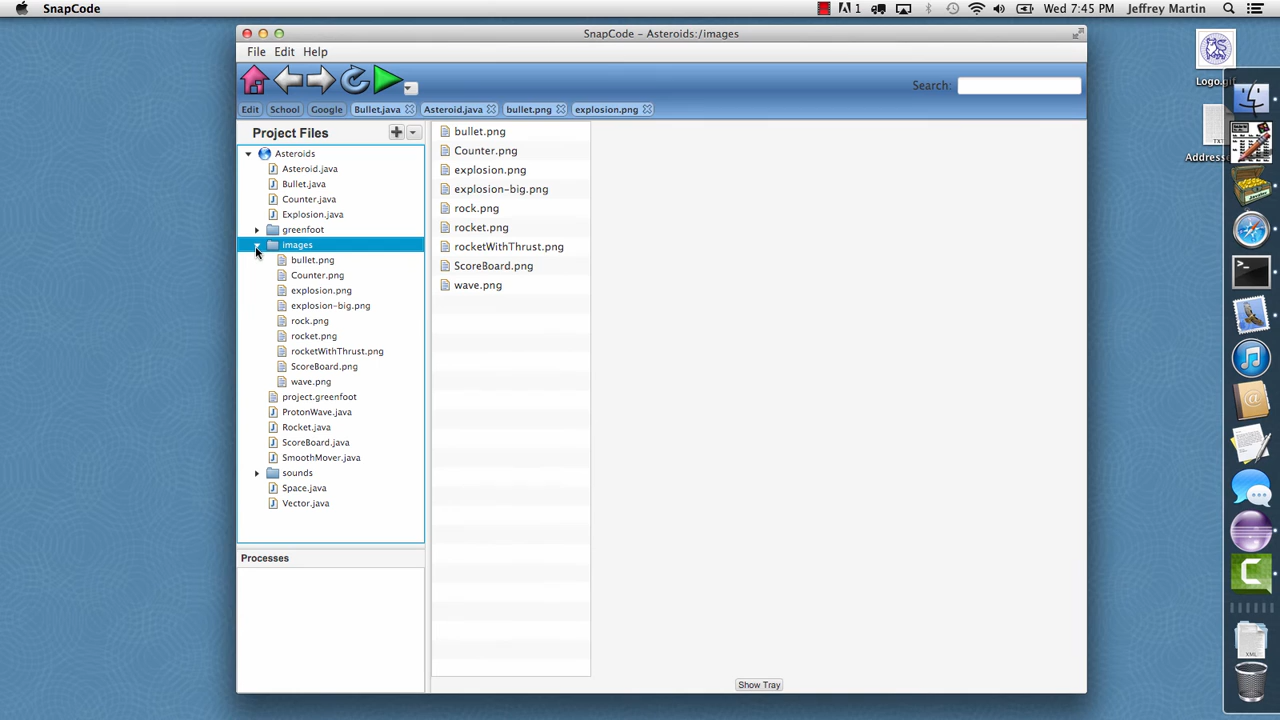 SnapCode
1
Wed 7:45 PM
Jeffrey Martin
SnapCode – Asteroids:/images
File Edit Help
Search:
Edit School Google Bullet.java Asteroid.java bullet.png explosion.png
Project Files
Asteroids
Asteroid.java
Bullet.java
Counter.java
Explosion.java
greenfoot
images
bullet.png
Counter.png
explosion.png
explosion-big.png
rock.png
rocket.png
rocketWithThrust.png
ScoreBoard.png
wave.png
project.greenfoot
ProtonWave.java
Rocket.java
ScoreBoard.java
SmoothMover.java
sounds
Space.java
Vector.java
Processes
bullet.png
Counter.png
explosion.png
explosion-big.png
rock.png
rocket.png
rocketWithThrust.png
ScoreBoard.png
wave.png
Show Tray
Logo.gif
TXT
XML